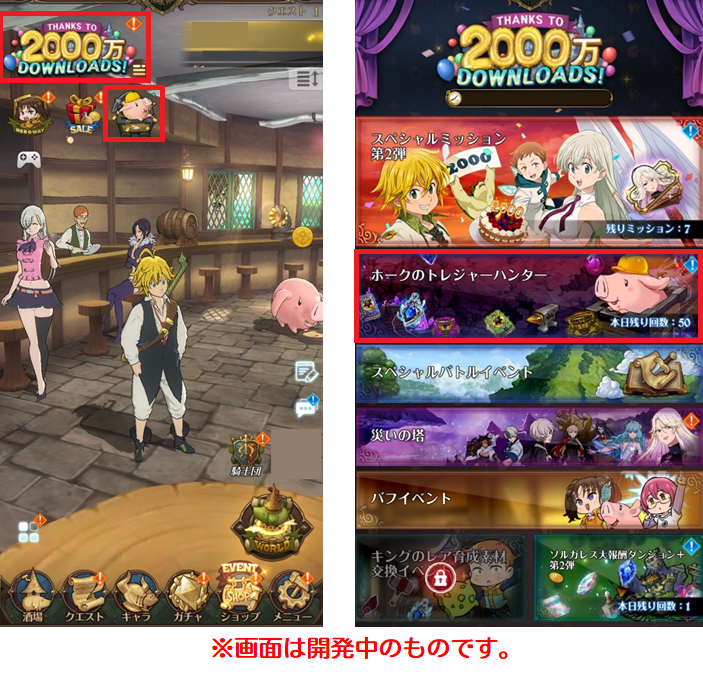 クエスト 1
THANKS TO
2000万
DOWNLOADS!
HEROWAY
SALE
騎士団
WORLD
EVENT
SHOP
酒場
クエスト
キャラ
ガチャ
ショップ
メニュー
THANKS TO
2000万
DOWNLOADS!
スペシャルミッション
第2弾
2000
残りミッション:7
ホークのトレジャーハンター
本日残り回数:50
スペシャルバトルイベント
災いの塔
バフイベント
キングのレア育成素材
交換イベ
ソルガレス大報酬ダンジョン+
第2弾
本日残り回数:1
※画面は開発中のものです。